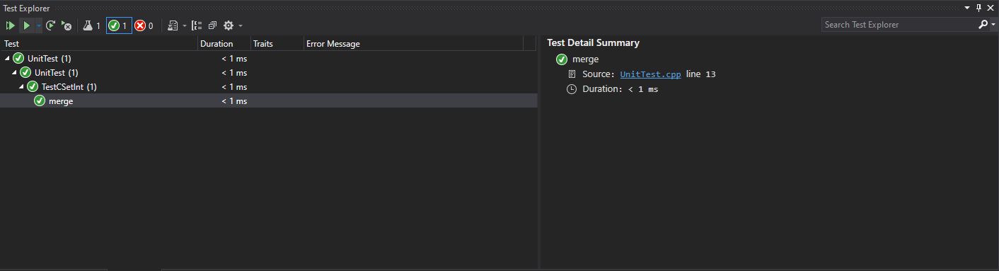 Test Explorer
1 1 0
Search Test Explorer
Test Duration Traits Error Message
UnitTest (1) < 1 ms
UnitTest (1) < 1 ms
TestCSetInt (1) < 1 ms
merge < 1 ms
Test Detail Summary
merge
Source: UnitTest.cpp line 13
Duration: < 1 ms